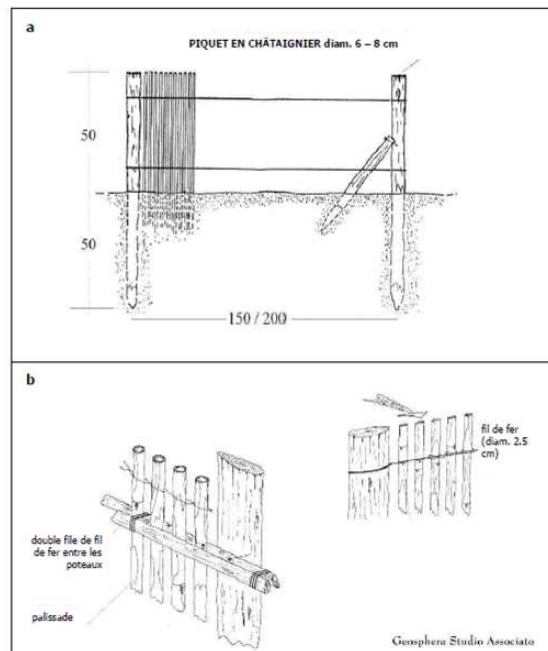 a
PIQUET EN CHÂTAIGNIER diam. 6 – 8 cm
50
50
150 / 200
b
fil de fer
(diam. 2.5
cm)
double file de fil
de fer entre les
poteaux
palissade
Geosphera Studio Associato